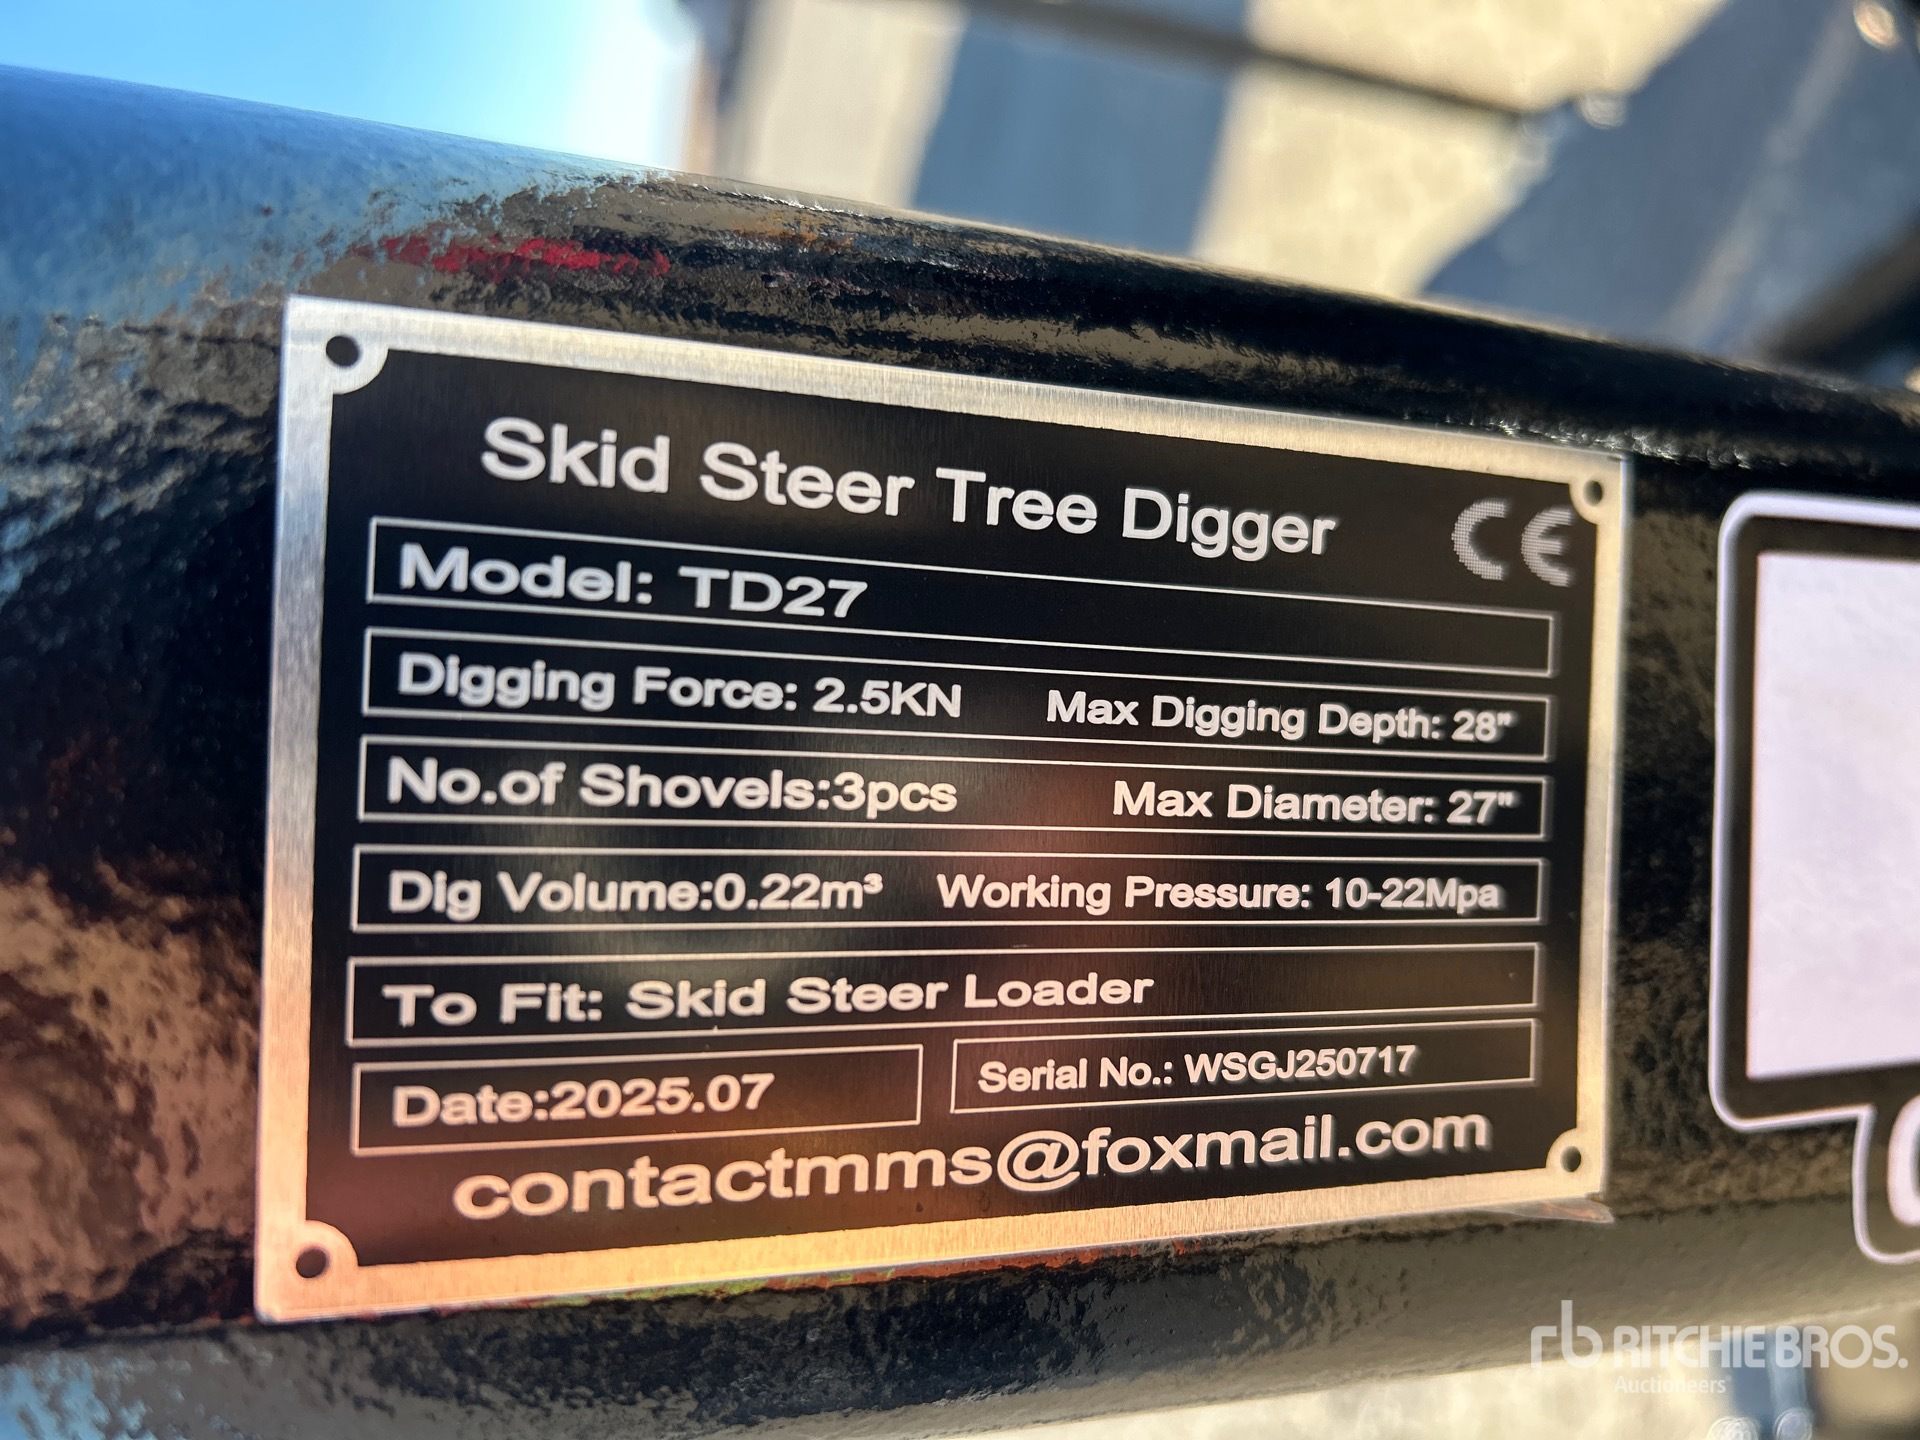 Skid Steer Tree Digger
CE
Model: TD27
Digging Force: 2.5KN Max Digging Depth: 28"
No.of Shovels:3pcs Max Diameter: 27"
Dig Volume:0.22m³ Working Pressure: 10-22Mpa
To Fit: Skid Steer Loader
Date:2025.07 Serial No.: WSGJ250717
contactmms@foxmail.com
rb RITCHIE BROS.
Auctioneers